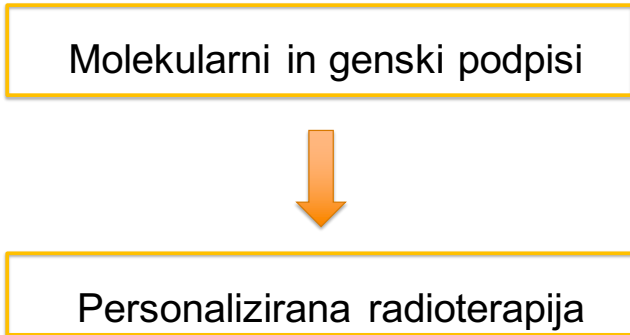 Molekularni in genski podpisi
Personalizirana radioterapija